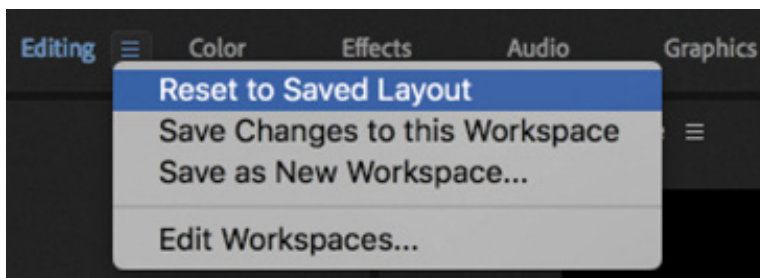 Editing Color Effects Audio Graphics
Reset to Saved Layout
Save Changes to this Workspace
Save as New Workspace...
Edit Workspaces...